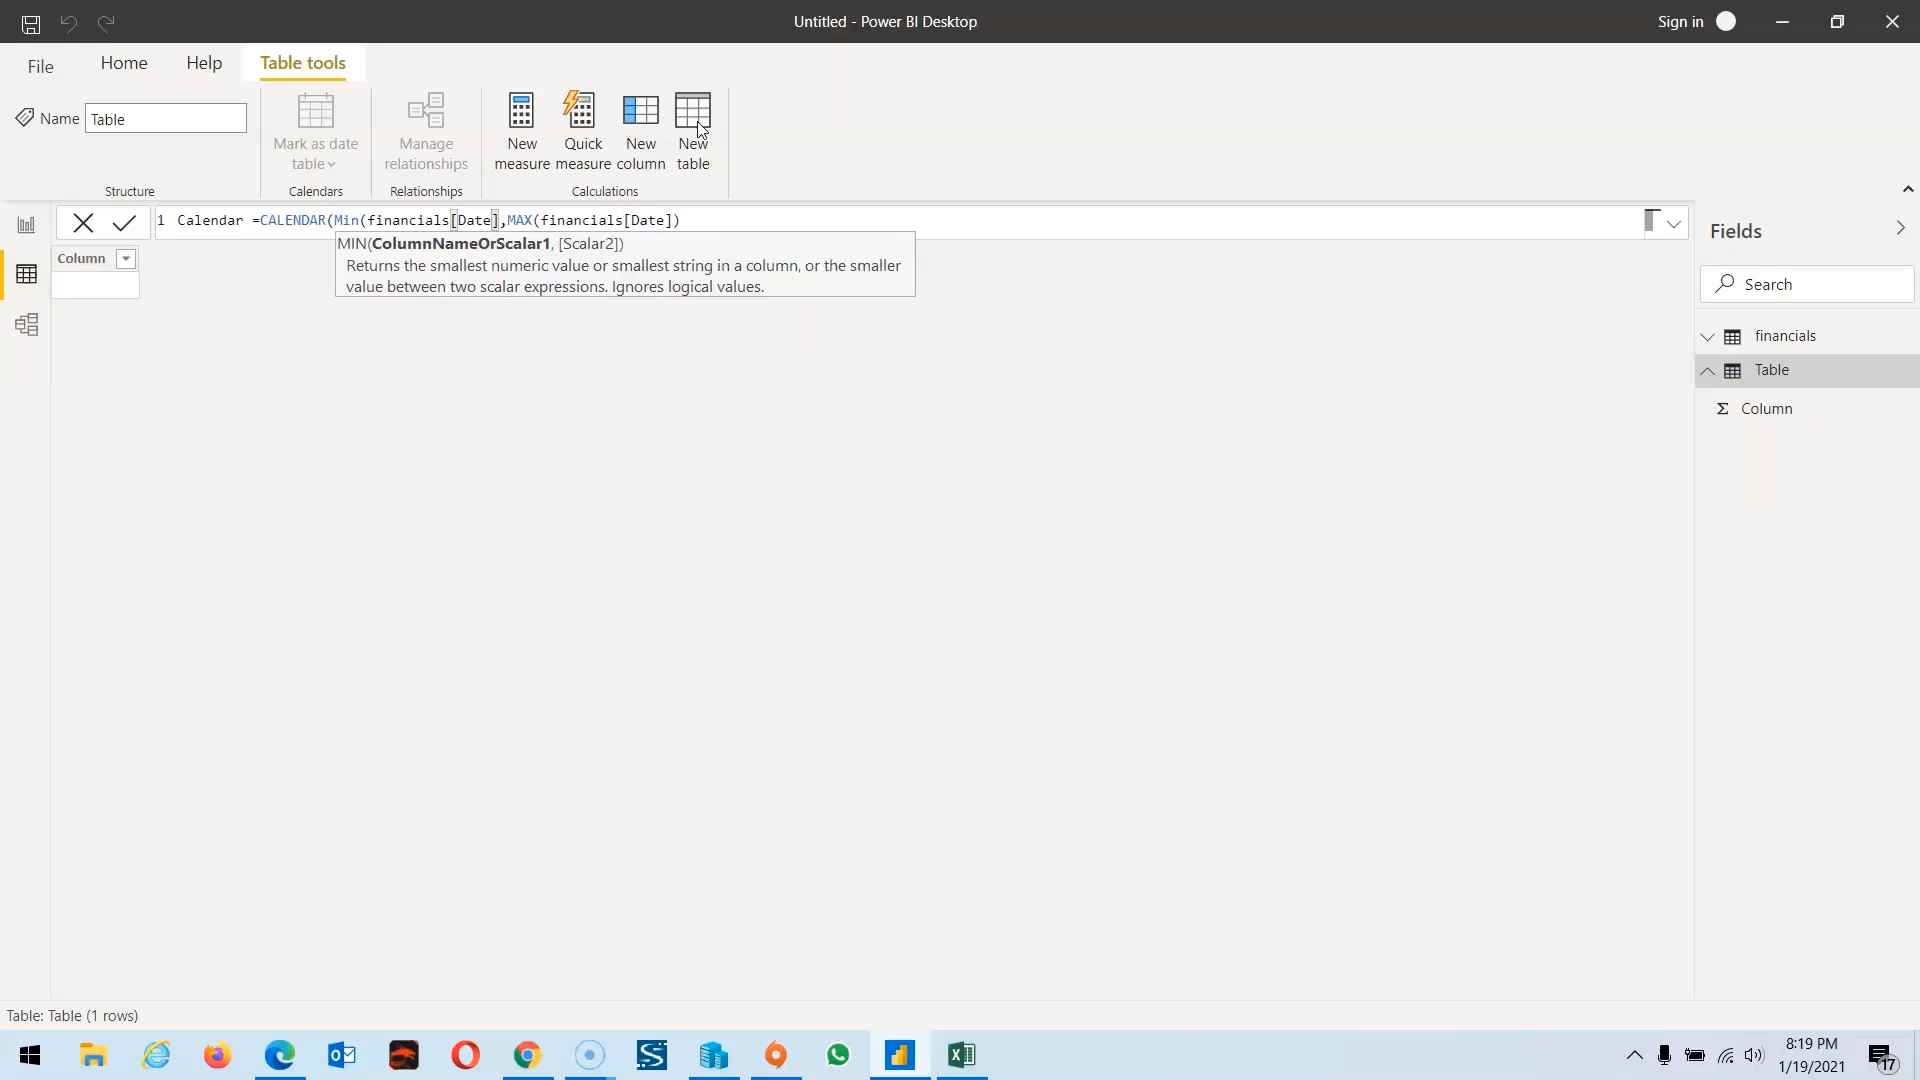 Untitled - Power BI Desktop
Sign in
File
Home
Help
Table tools
Name
Table
Mark as date
table
Calendars
Manage
relationships
Relationships
New
measure
Quick
measure
New
column
New
table
Structure
Calculations
1 Calendar =CALENDAR(Min(financials[Date],MAX(financials[Date])
MIN(ColumnNameOrScalar1, [Scalar2])
Returns the smallest numeric value or smallest string in a column, or the smaller
value between two scalar expressions. Ignores logical values.
Column
Fields
Search
financials
Table
Σ Column
Table: Table (1 rows)
8:19 PM
1/19/2021
17